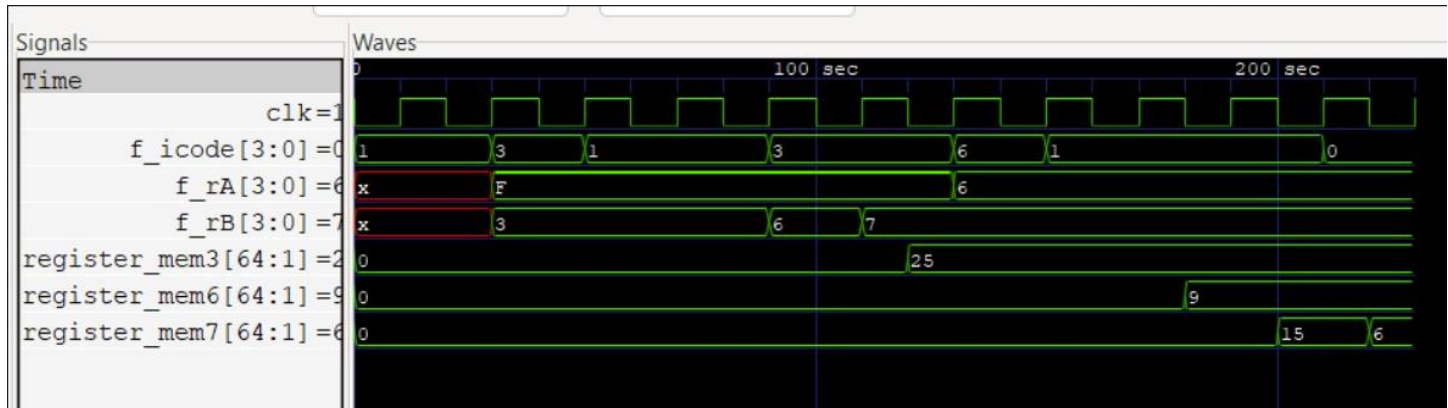 Signals Waves
Time 0 100 sec 200 sec
clk=1
f_icode[3:0]=0 1 3 1 3 6 1 0
f_rA[3:0]=6 x F 6
f_rB[3:0]=7 x 3 6 7
register_mem3[64:1]=2 0 25
register_mem6[64:1]=9 0 9
register_mem7[64:1]=6 0 15 6